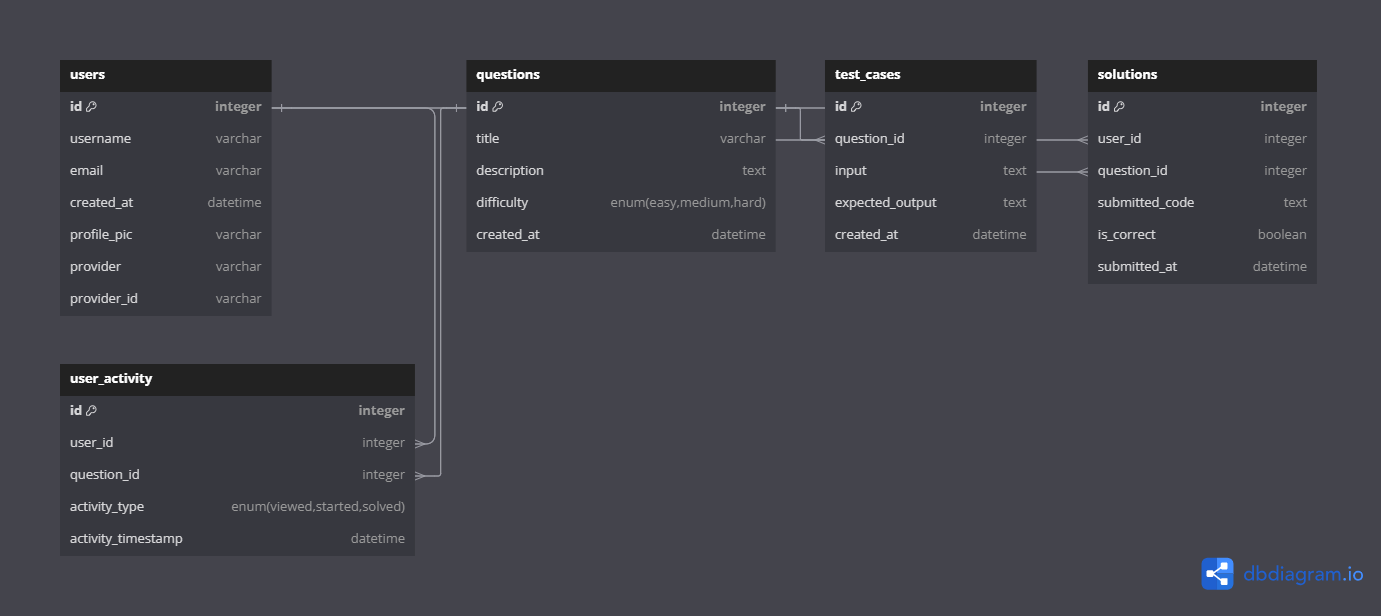 users
id integer
username varchar
email varchar
created_at datetime
profile_pic varchar
provider varchar
provider_id varchar
questions
id integer
title varchar
description text
difficulty enum(easy,medium,hard)
created_at datetime
test_cases
id integer
question_id integer
input text
expected_output text
created_at datetime
solutions
id integer
user_id integer
question_id integer
submitted_code text
is_correct boolean
submitted_at datetime
user_activity
id integer
user_id integer
question_id integer
activity_type enum(viewed,started,solved)
activity_timestamp datetime
dbdiagram.io